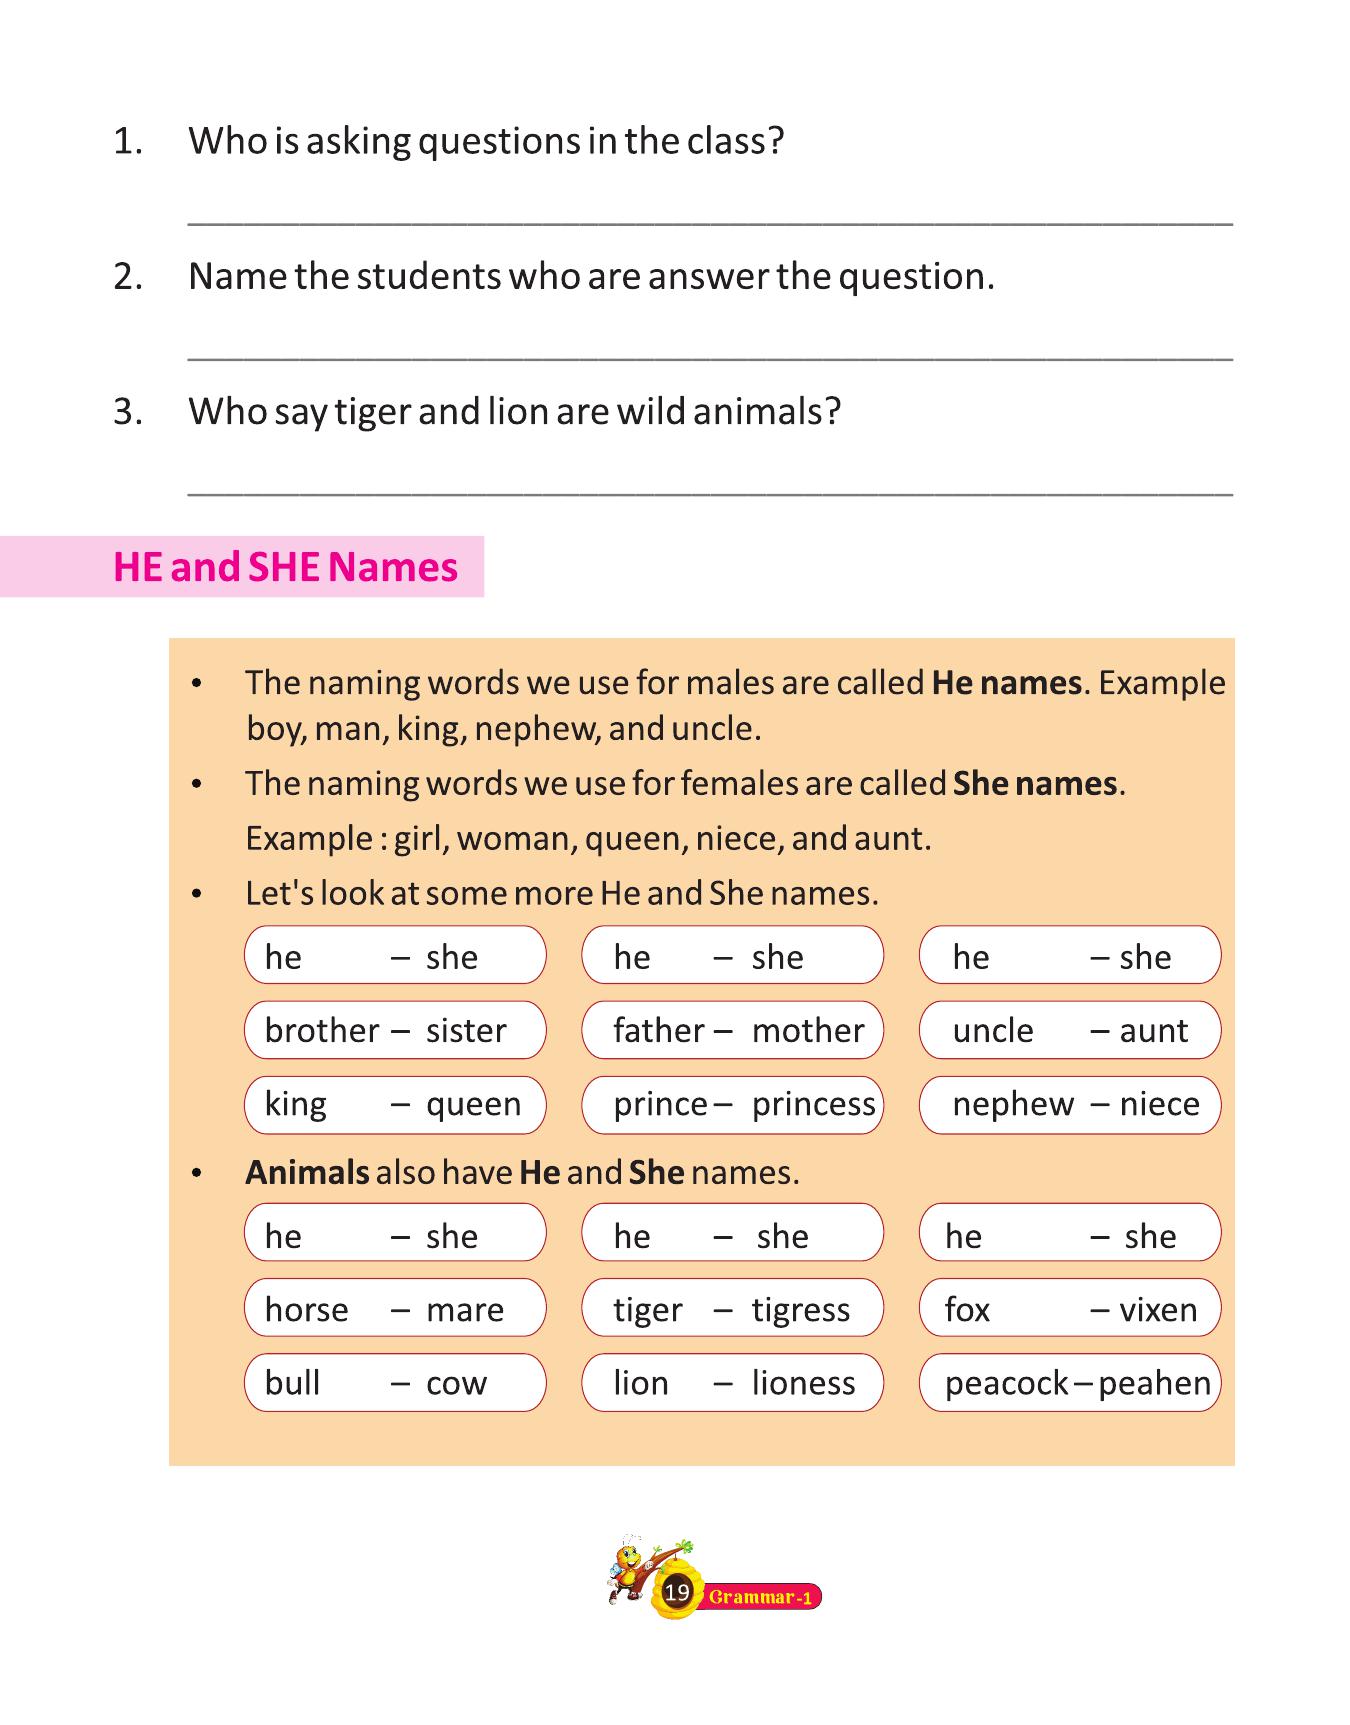 1. Who is asking questions in the class?
2. Name the students who are answer the question.
3. Who say tiger and lion are wild animals?
HE and SHE Names
• The naming words we use for males are called He names. Example
boy, man, king, nephew, and uncle.
• The naming words we use for females are called She names.
Example : girl, woman, queen, niece, and aunt.
• Let's look at some more He and She names.
he – she he – she he – she
brother – sister father – mother uncle – aunt
king – queen prince – princess nephew – niece
• Animals also have He and She names.
he – she he – she he – she
horse – mare tiger – tigress fox – vixen
bull – cow lion – lioness peacock – peahen
19 Grammar-1